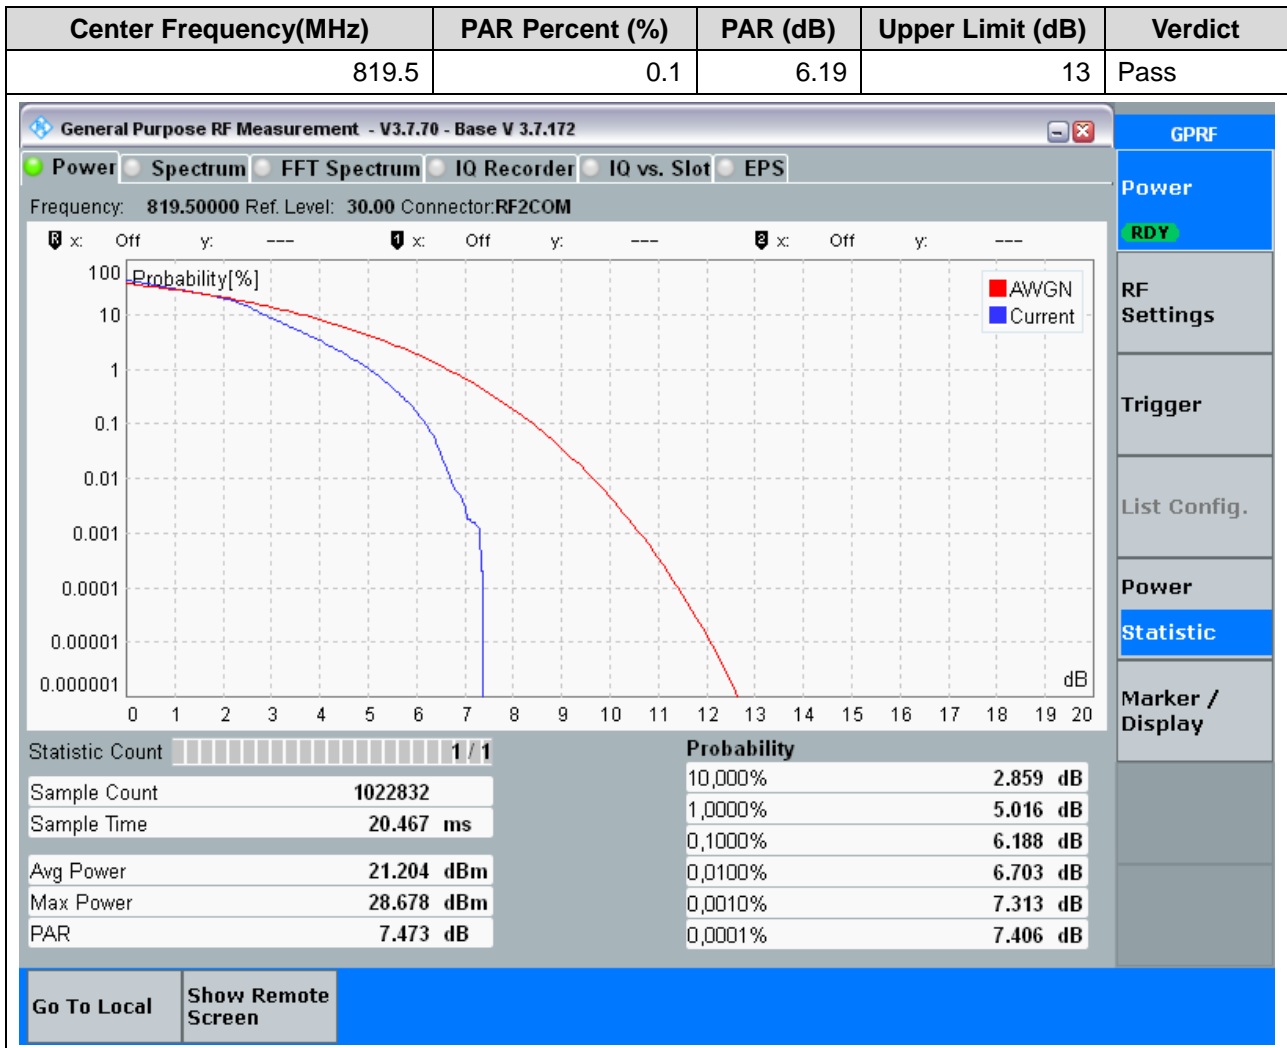 Center Frequency(MHz) PAR Percent (%) PAR (dB) Upper Limit (dB) Verdict
819.5 0.1 6.19 13 Pass
General Purpose RF Measurement - V3.7.70 - Base V 3.7.172
GPRF
Power Spectrum FFT Spectrum IQ Recorder IQ vs. Slot EPS
Frequency: 819.50000 Ref. Level: 30.00 Connector:RF2COM
R x: Off y: --- 1 x: Off y: --- 2 x: Off y: ---
Probability[%]
AWGN
Current
100
10
1
0.1
0.01
0.001
0.0001
0.00001
0.000001
dB
0 1 2 3 4 5 6 7 8 9 10 11 12 13 14 15 16 17 18 19 20
Statistic Count 1 / 1
Sample Count 1022832
Sample Time 20.467 ms
Avg Power 21.204 dBm
Max Power 28.678 dBm
PAR 7.473 dB
Probability
10,000% 2.859 dB
1,0000% 5.016 dB
0,1000% 6.188 dB
0,0100% 6.703 dB
0,0010% 7.313 dB
0,0001% 7.406 dB
Power
RDY
RF
Settings
Trigger
List Config.
Power
Statistic
Marker /
Display
Go To Local
Show Remote
Screen